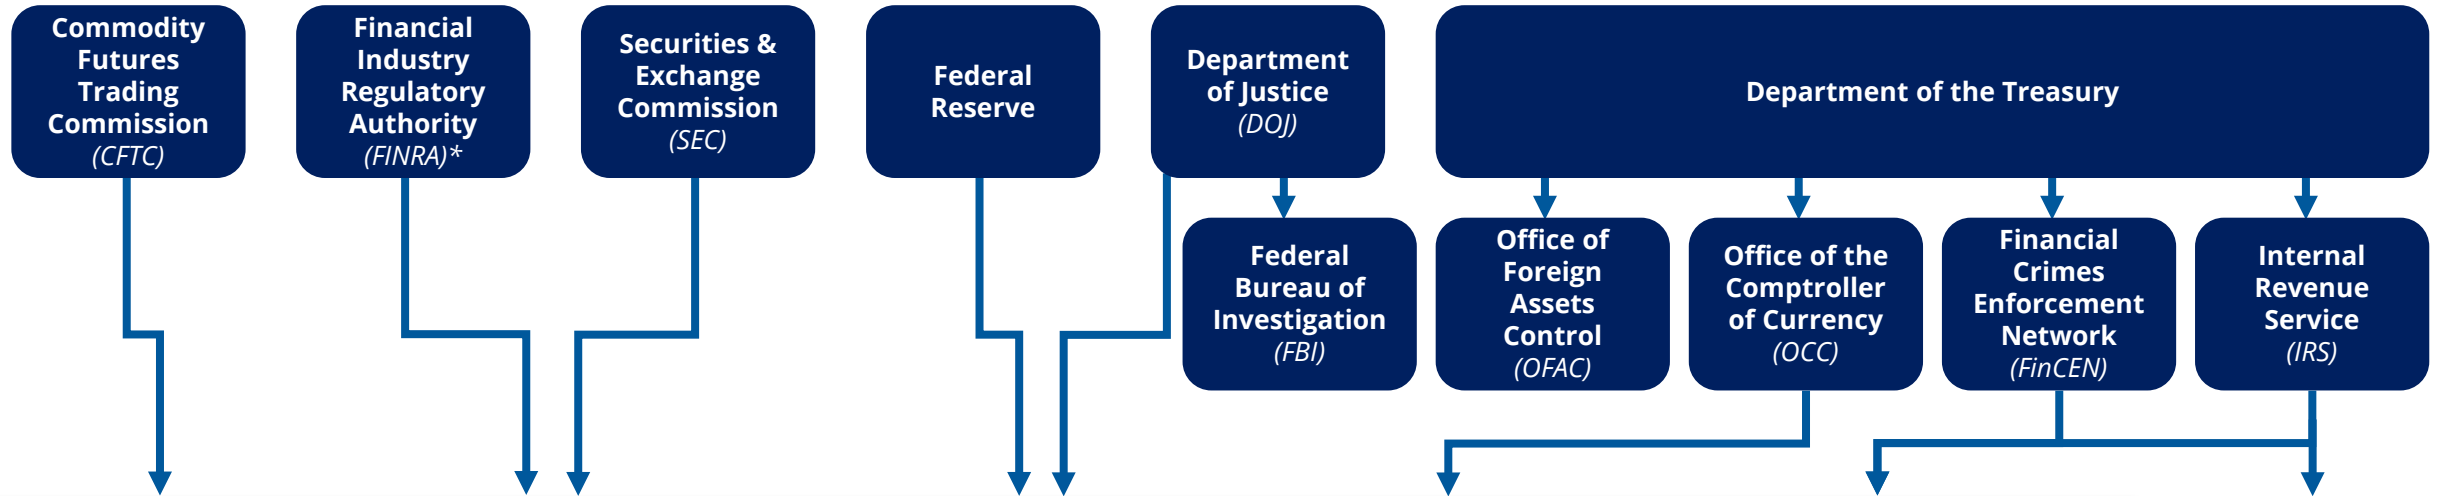 Commodity
Futures
Trading
Commission
(CFTC)
Financial
Industry
Regulatory
Authority
(FINRA)*
Securities &
Exchange
Commission
(SEC)
Federal
Reserve
Department
of Justice
(DOJ)
Department of the Treasury
Federal
Bureau of
Investigation
(FBI)
Office of
Foreign
Assets
Control
(OFAC)
Office of the
Comptroller
of Currency
(OCC)
Financial
Crimes
Enforcement
Network
(FinCEN)
Internal
Revenue
Service
(IRS)